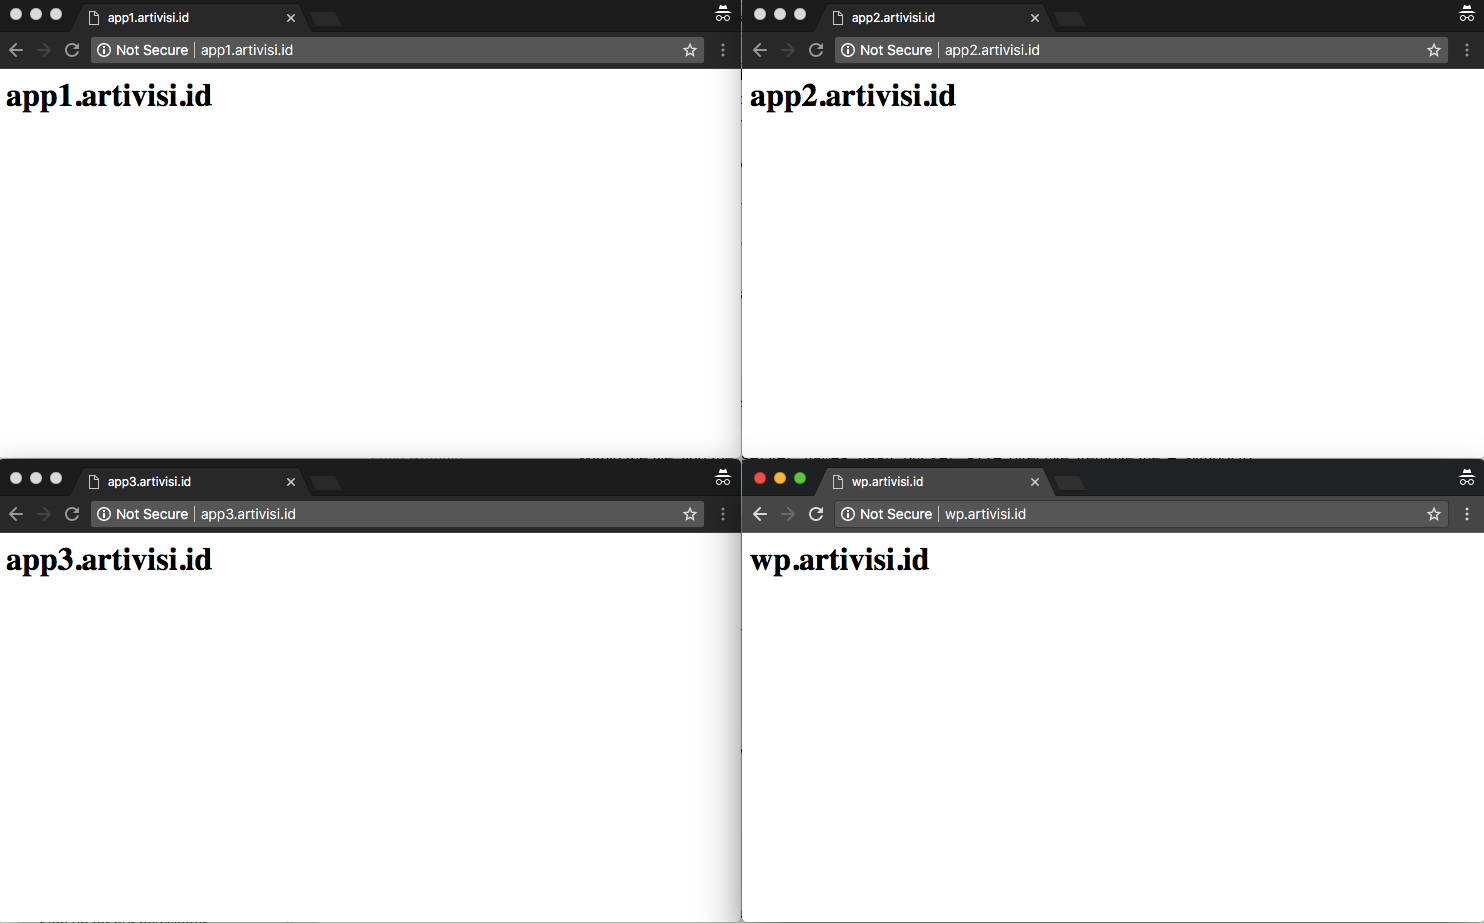 app1.artivisi.id
Not Secure | app1.artivisi.id
app1.artivisi.id
app2.artivisi.id
Not Secure | app2.artivisi.id
app2.artivisi.id
app3.artivisi.id
Not Secure | app3.artivisi.id
app3.artivisi.id
wp.artivisi.id
Not Secure | wp.artivisi.id
wp.artivisi.id